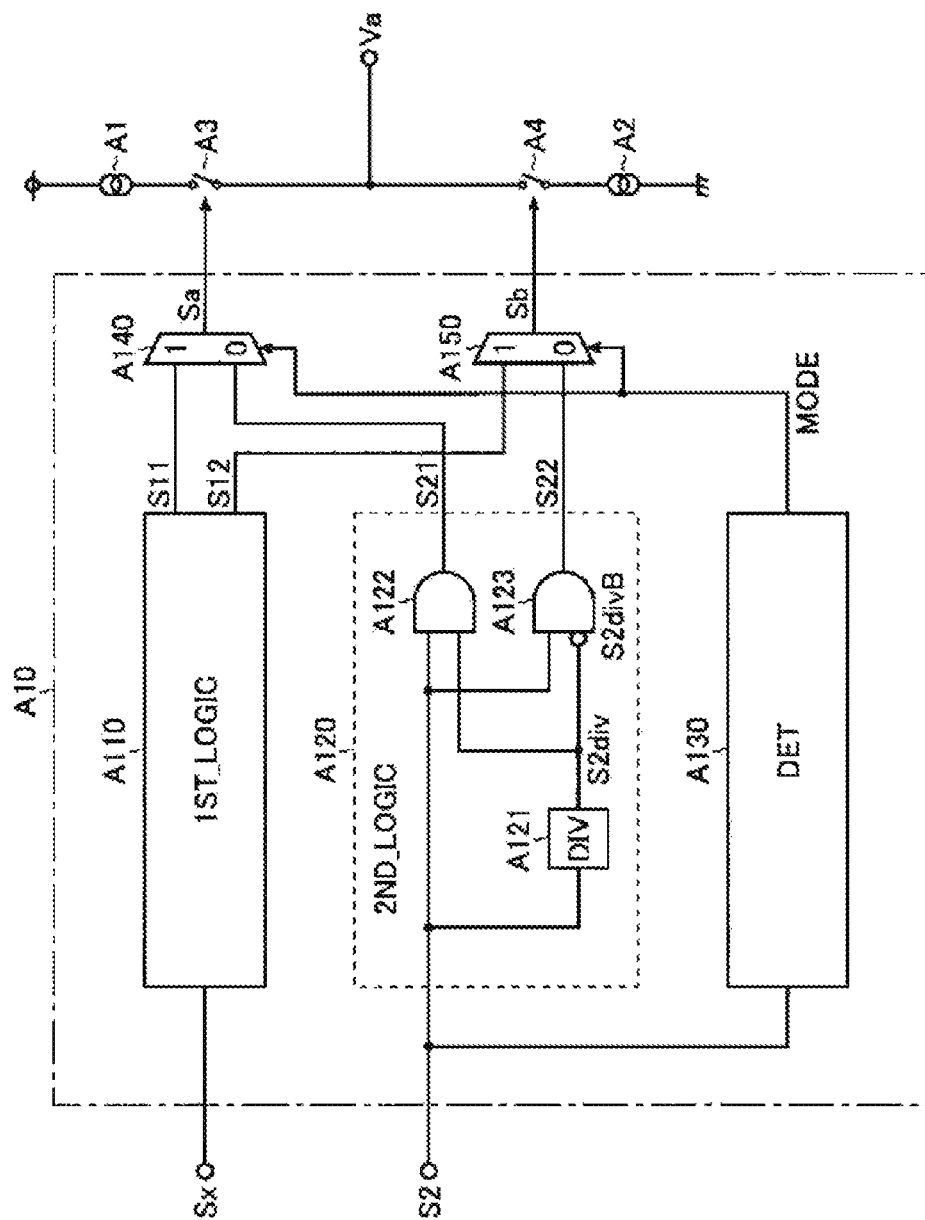 A10
A110
1ST_LOGIC
Sx
S11
S12
A140
1
0
Sa
A1
A3
Va
A120
2ND_LOGIC
A121
DIV
S2div
A122
A123
S2divB
S2
S21
S22
A150
1
0
Sb
A4
A2
A130
DET
MODE